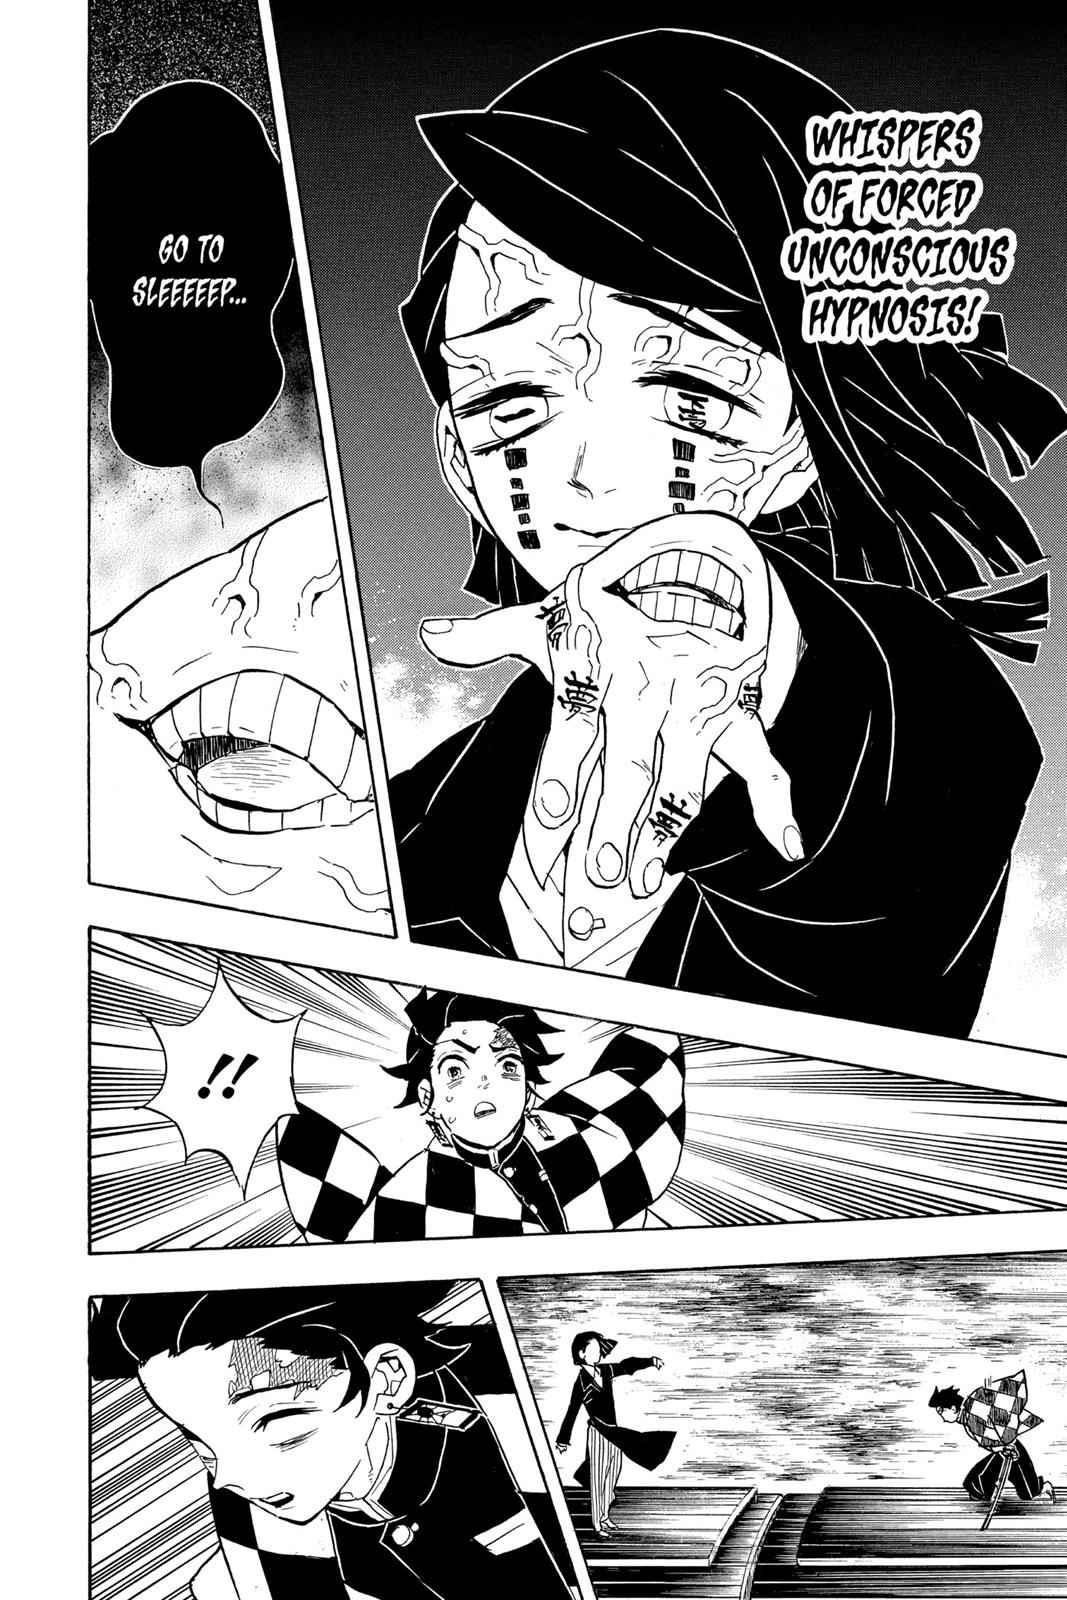 WHISPERS
OF FORCED
UNCONSCIOUS
HYPNOSIS!
GO TO
SLEEEEEP...
!!